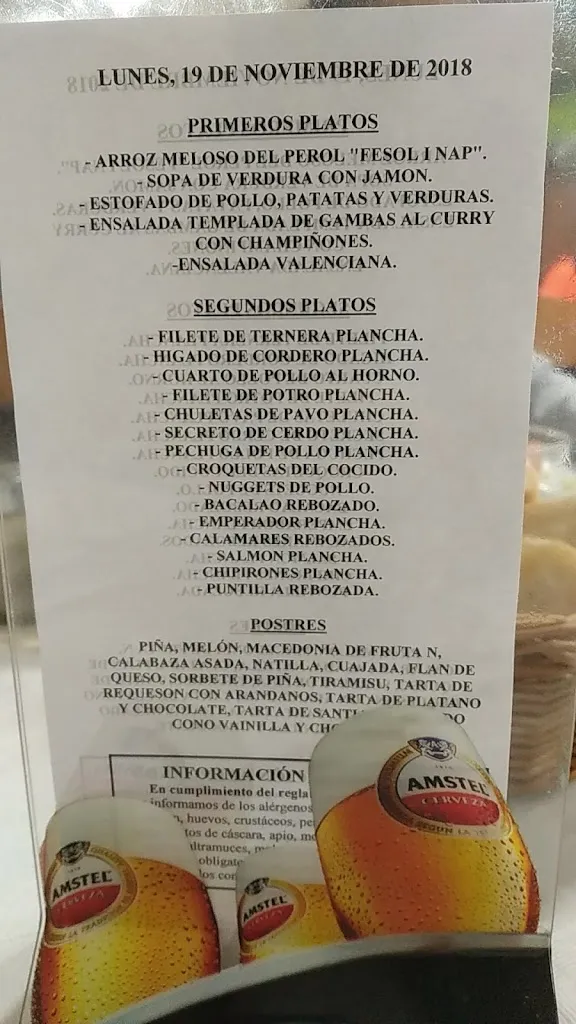 LUNES, 19 DE NOVIEMBRE DE 2018
PRIMEROS PLATOS
- ARROZ MELOSO DEL PEROL "FESOL I NAP".
- SOPA DE VERDURA CON JAMON.
- ESTOFADO DE POLLO, PATATAS Y VERDURAS.
- ENSALADA TEMPLADA DE GAMBAS AL CURRY
CON CHAMPIÑONES.
-ENSALADA VALENCIANA.
SEGUNDOS PLATOS
- FILETE DE TERNERA PLANCHA.
- HIGADO DE CORDERO PLANCHA.
- CUARTO DE POLLO AL HORNO.
- FILETE DE POTRO PLANCHA.
- CHULETAS DE PAVO PLANCHA.
- SECRETO DE CERDO PLANCHA.
- PECHUGA DE POLLO PLANCHA.
- CROQUETAS DEL COCIDO.
- NUGGETS DE POLLO.
- BACALAO REBOZADO.
- EMPERADOR PLANCHA.
- CALAMARES REBOZADOS.
- SALMON PLANCHA.
- CHIPIRONES PLANCHA.
- PUNTILLA REBOZADA.
POSTRES
PIÑA, MELÓN, MACEDONIA DE FRUTA N,
CALABAZA ASADA, NATILLA, CUAJADA, FLAN DE
QUESO, SORBETE DE PIÑA, TIRAMISU, TARTA DE
REQUESON CON ARANDANOS, TARTA DE PLATANO
Y CHOCOLATE, TARTA DE
CONO VAINILLA Y
INFORMACIÓN
En cumplimiento del
informamos de los alérgenos
huevos, crustáceos,
de cáscara, apio,
los
AMSTEL
CERVEZA
AMSTEL
CERVEZA
AMSTEL
CERVEZA